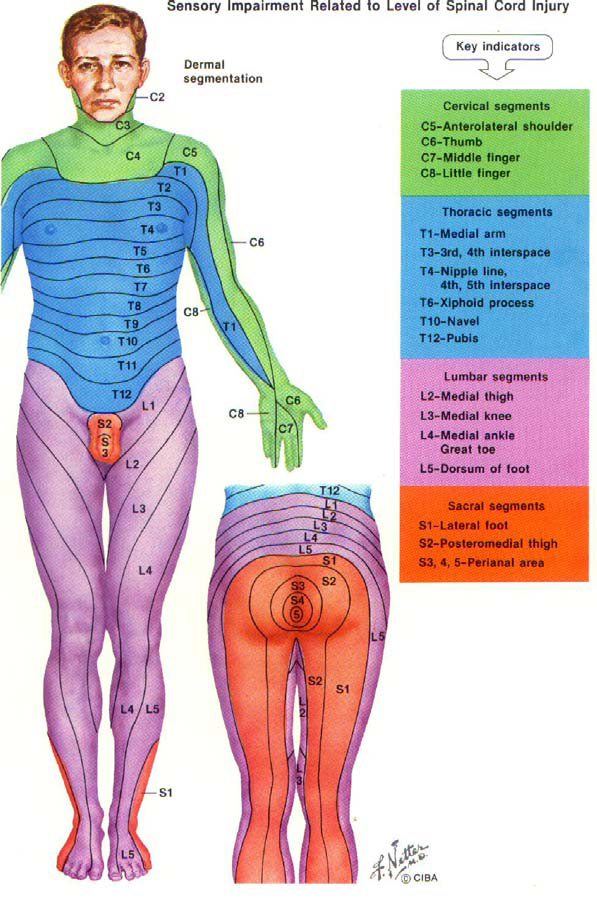 Sensory Impairment Related to Level of Spinal Cord Injury
Key indicators
Dermal
segmentation
C2
C3
C4
C5
T1
T2
T3
T4
T5
T6
T7
T8
T9
T10
T11
T12
C6
C8
T1
L1
S2
S
3
L2
L3
L4
L4
L5
S1
L5
C6
C8
C7
T12
L1
L2
L3
L4
L5
S1
S2
S3
S4
5
L5
S2
S1
L
2
L
3
Cervical segments
C5-Anterolateral shoulder
C6-Thumb
C7-Middle finger
C8-Little finger
Thoracic segments
T1-Medial arm
T3-3rd, 4th interspace
T4-Nipple line,
4th, 5th interspace
T6-Xiphoid process
T10-Navel
T12-Pubis
Lumbar segments
L2-Medial thigh
L3-Medial knee
L4-Medial ankle
Great toe
L5-Dorsum of foot
Sacral segments
S1-Lateral foot
S2-Posteromedial thigh
S3, 4, 5-Perianal area
F. Netter
M.D.
© CIBA